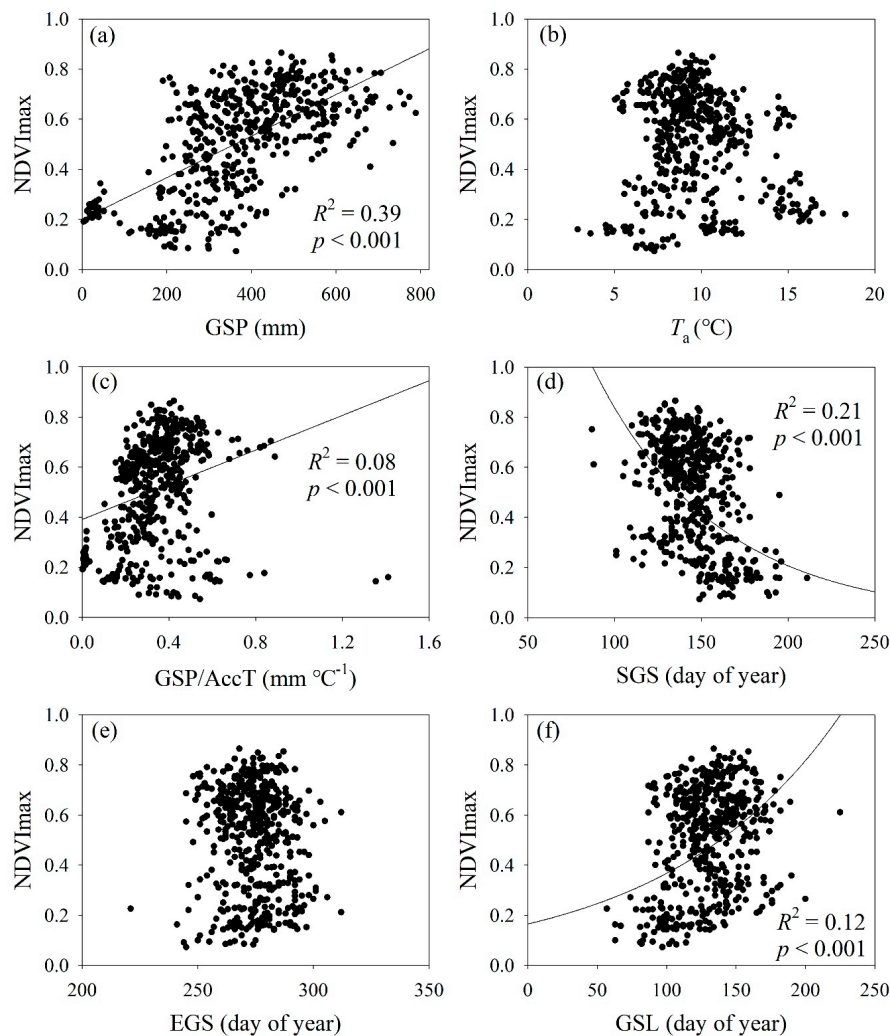 (a)
NDVImax
1.0
0.8
0.6
0.4
0.2
0.0
R² = 0.39
p < 0.001
0 200 400 600 800
GSP (mm)
(b)
NDVImax
1.0
0.8
0.6
0.4
0.2
0.0
0 5 10 15 20
Ta (°C)
(c)
NDVImax
1.0
0.8
0.6
0.4
0.2
0.0
R² = 0.08
p < 0.001
0.0 0.4 0.8 1.2 1.6
GSP/AccT (mm °C⁻¹)
(d)
NDVImax
1.0
0.8
0.6
0.4
0.2
0.0
R² = 0.21
p < 0.001
50 100 150 200 250
SGS (day of year)
(e)
NDVImax
1.0
0.8
0.6
0.4
0.2
0.0
200 250 300 350
EGS (day of year)
(f)
NDVImax
1.0
0.8
0.6
0.4
0.2
0.0
R² = 0.12
p < 0.001
0 50 100 150 200 250
GSL (day of year)